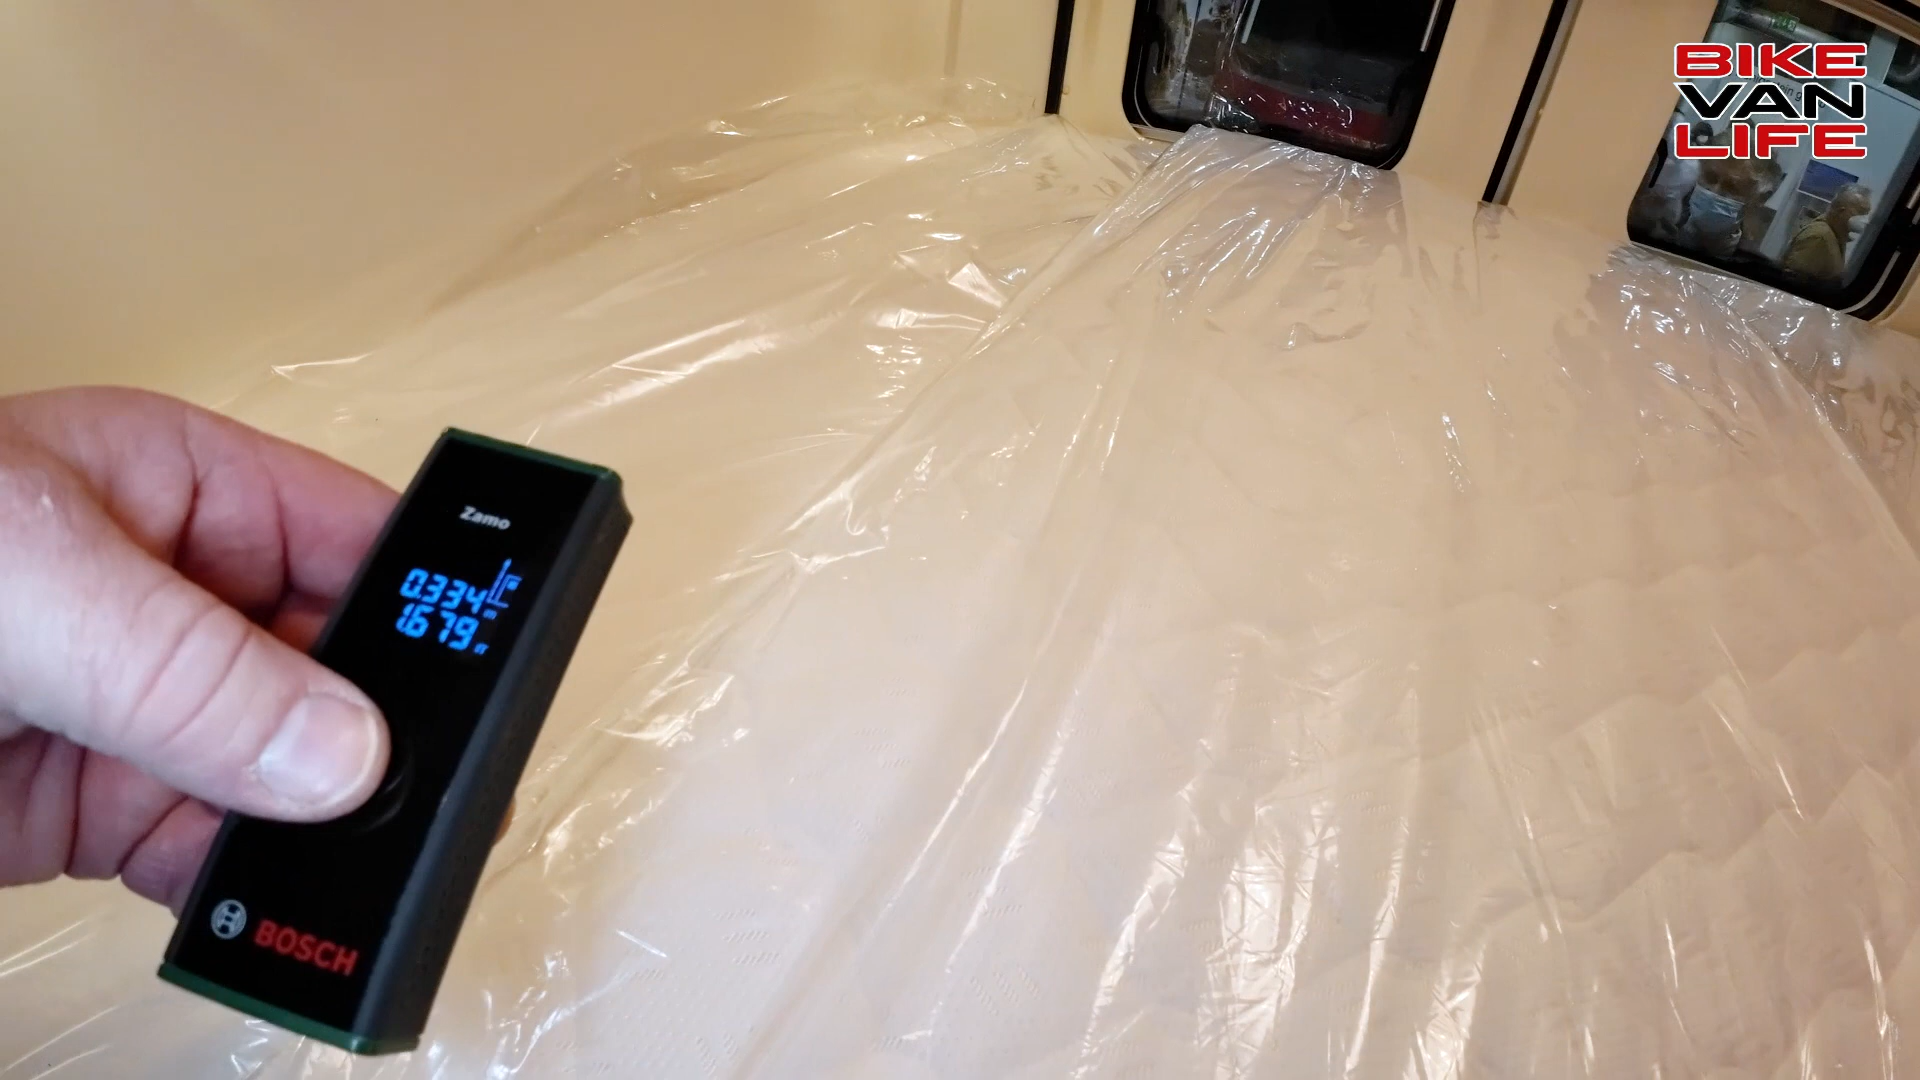 BIKE
VAN
LIFE
Zamo
0.334 m
1.679 m
BOSCH